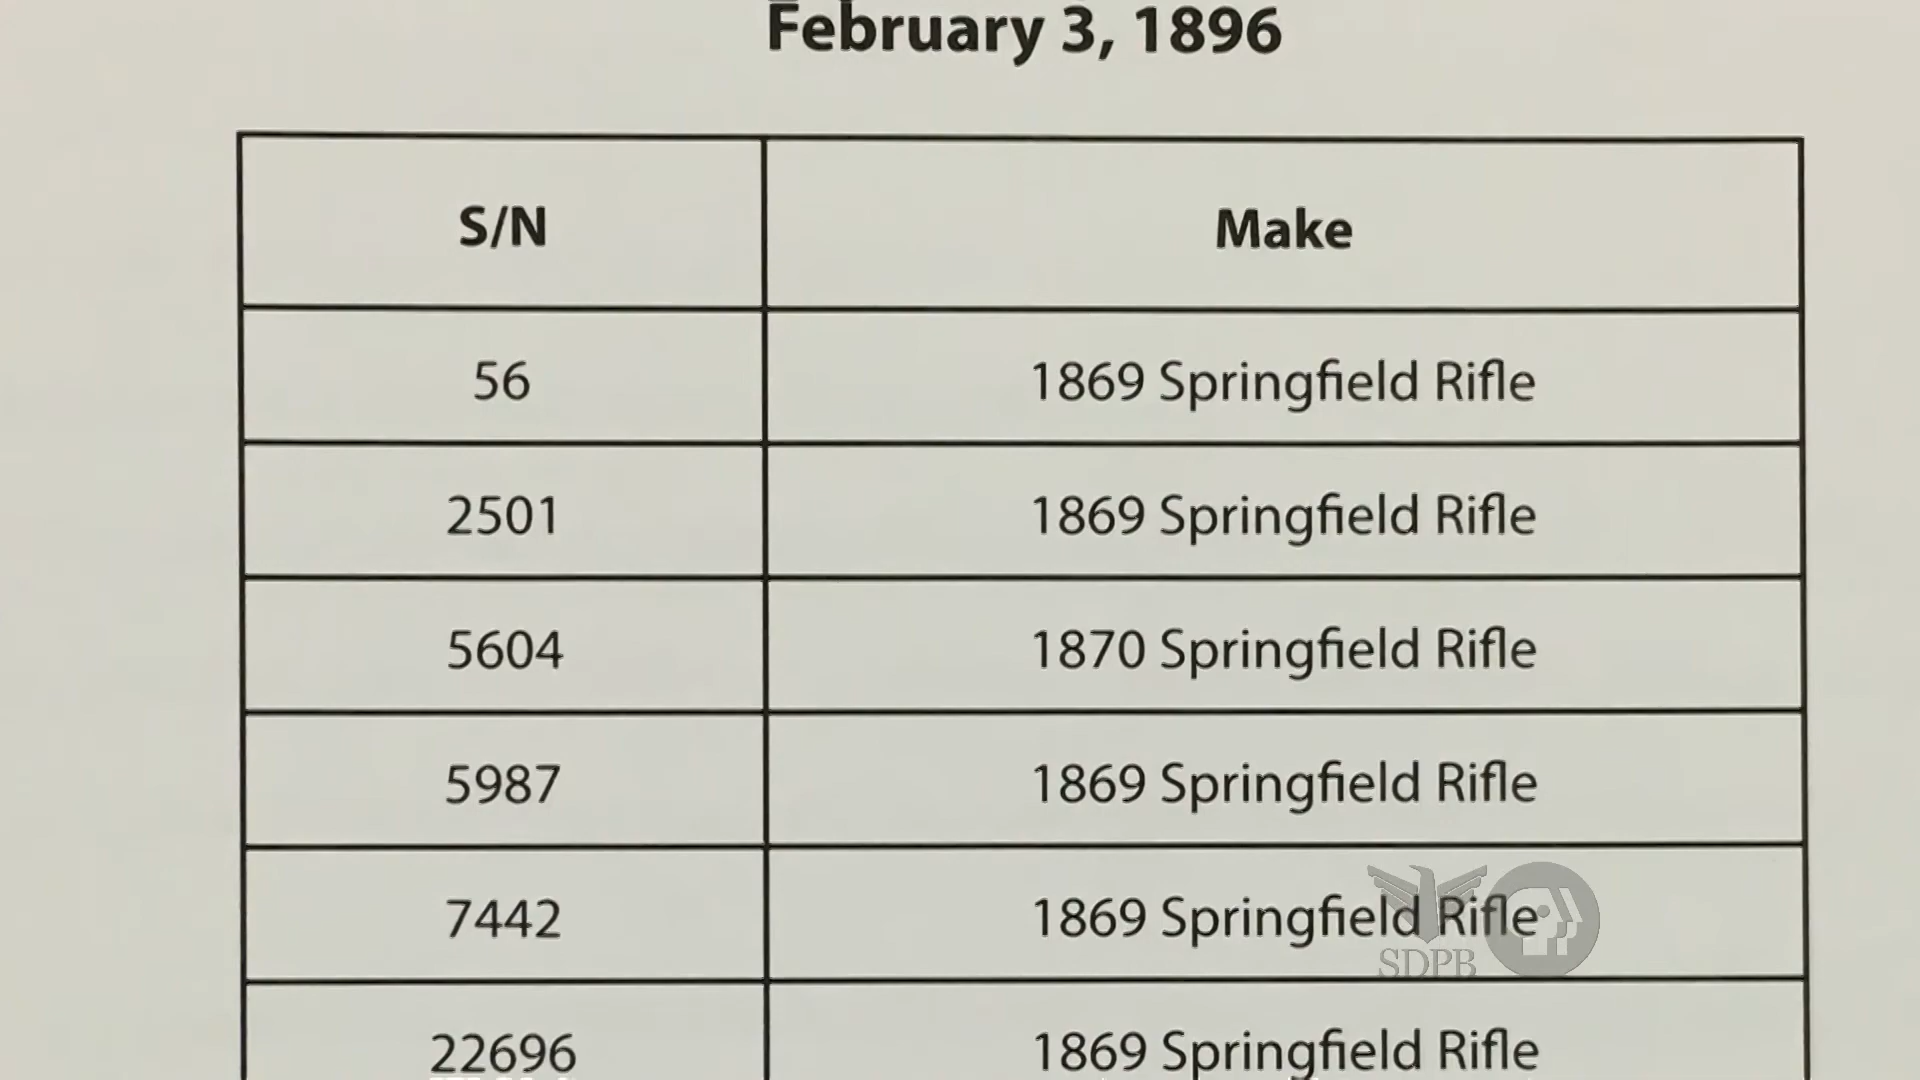 February 3, 1896
S/N Make
56 1869 Springfield Rifle
2501 1869 Springfield Rifle
5604 1870 Springfield Rifle
5987 1869 Springfield Rifle
7442 1869 Springfield Rifle
SDPB
22696 1869 Springfield Rifle